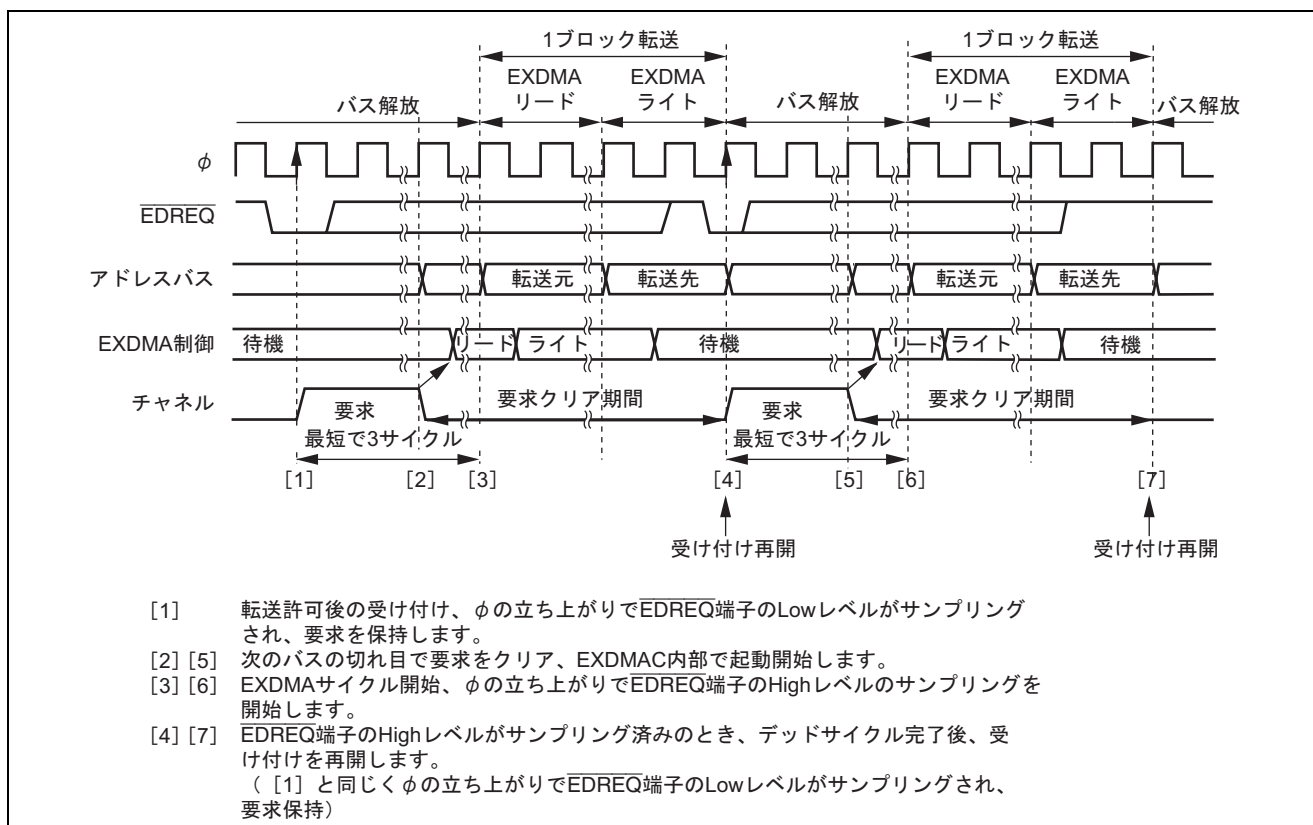 1ブロック転送 1ブロック転送
EXDMA EXDMA EXDMA EXDMA
バス解放 リード ライト バス解放 リード ライト バス解放
φ
EDREQ
アドレスバス 転送元 転送先 転送元 転送先
EXDMA制御 待機 リード ライト 待機 リード ライト 待機
チャネル 要求 要求クリア期間 要求 要求クリア期間
最短で3サイクル 最短で3サイクル
[1] [2] [3] [4] [5] [6] [7]
受け付け再開 受け付け再開
[1] 転送許可後の受け付け、φの立ち上がりでEDREQ端子のLowレベルがサンプリング
され、要求を保持します。
[2] [5] 次のバスの切れ目で要求をクリア、EXDMAC内部で起動開始します。
[3] [6] EXDMAサイクル開始、φの立ち上がりでEDREQ端子のHighレベルのサンプリングを
開始します。
[4] [7] EDREQ端子のHighレベルがサンプリング済みのとき、デッドサイクル完了後、受
け付けを再開します。
([1]と同じくφの立ち上がりでEDREQ端子のLowレベルがサンプリングされ、
要求保持)